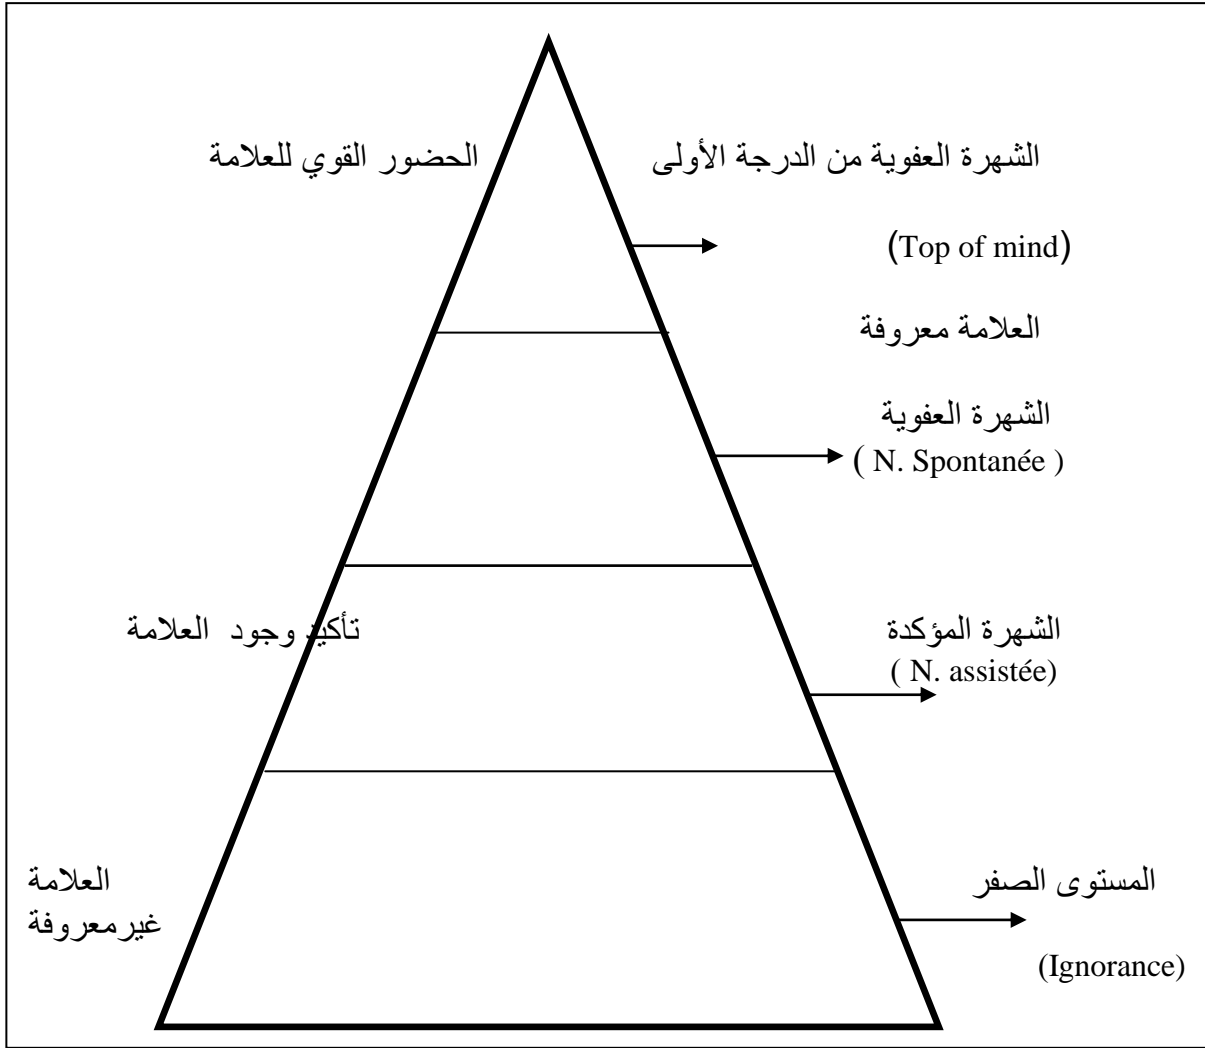 الشهرة العفوية من الدرجة الأولى
الحضور القوي للعلامة
(Top of mind)
العلامة معروفة
الشهرة العفوية
( N. Spontanée )
الشهرة المؤكدة
تأكيد وجود العلامة
( N. assistée)
المستوى الصفر
العلامة
غيرمعروفة
(Ignorance)